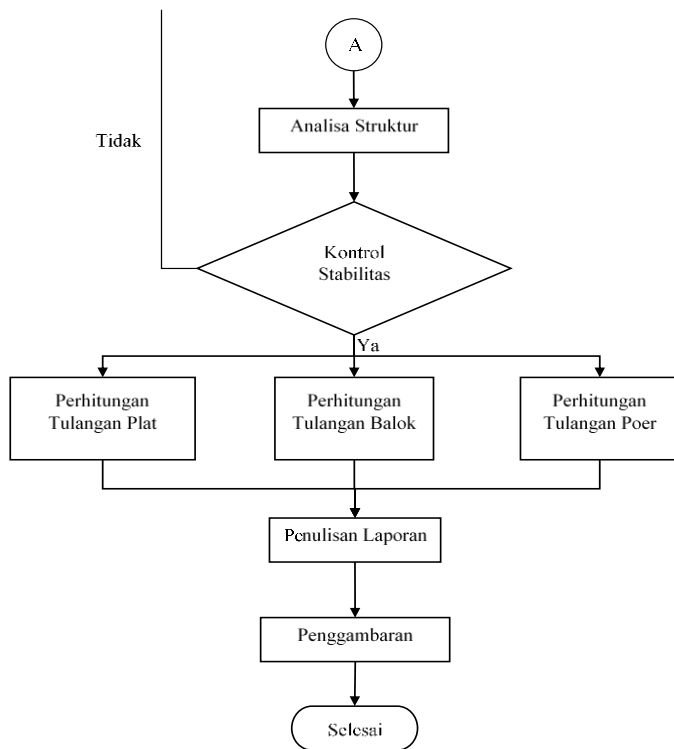 A
Analisa Struktur
Tidak
Kontrol
Stabilitas
Ya
Perhitungan
Tulangan Plat
Perhitungan
Tulangan Balok
Perhitungan
Tulangan Poer
Penulisan Laporan
Penggambaran
Selesai